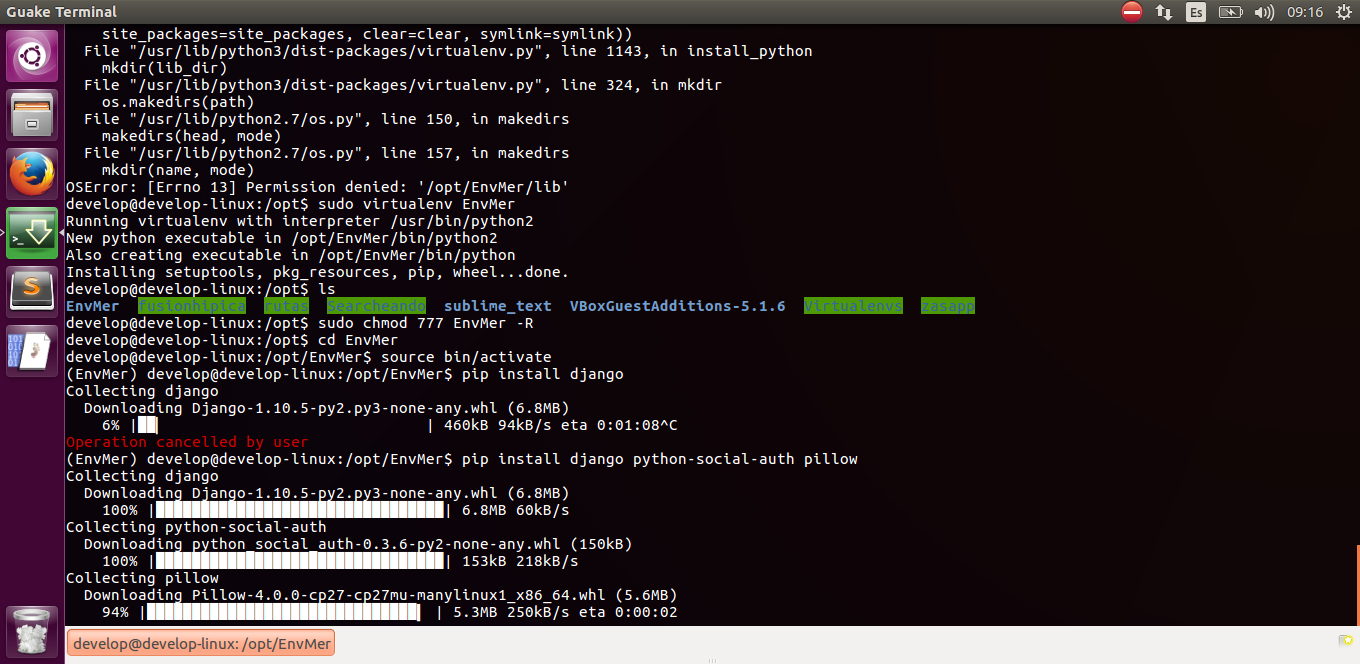 Guake Terminal
Es
09:16
site_packages=site_packages, clear=clear, symlink=symlink))
File "/usr/lib/python3/dist-packages/virtualenv.py", line 1143, in install_python
mkdir(lib_dir)
File "/usr/lib/python3/dist-packages/virtualenv.py", line 324, in mkdir
os.makedirs(path)
File "/usr/lib/python2.7/os.py", line 150, in makedirs
makedirs(head, mode)
File "/usr/lib/python2.7/os.py", line 157, in makedirs
mkdir(name, mode)
OSError: [Errno 13] Permission denied: '/opt/EnvMer/lib'
develop@develop-linux:/opt$ sudo virtualenv EnvMer
Running virtualenv with interpreter /usr/bin/python2
New python executable in /opt/EnvMer/bin/python2
Also creating executable in /opt/EnvMer/bin/python
Installing setuptools, pkg_resources, pip, wheel...done.
develop@develop-linux:/opt$ ls
EnvMer fusionhipica rutas Searcheando sublime_text VBoxGuestAdditions-5.1.6 Virtualenvs zasapp
develop@develop-linux:/opt$ sudo chmod 777 EnvMer -R
develop@develop-linux:/opt$ cd EnvMer
develop@develop-linux:/opt/EnvMer$ source bin/activate
(EnvMer) develop@develop-linux:/opt/EnvMer$ pip install django
Collecting django
Downloading Django-1.10.5-py2.py3-none-any.whl (6.8MB)
6% |██ | 460kB 94kB/s eta 0:01:08^C
Operation cancelled by user
(EnvMer) develop@develop-linux:/opt/EnvMer$ pip install django python-social-auth pillow
Collecting django
Downloading Django-1.10.5-py2.py3-none-any.whl (6.8MB)
100% |████████████████████████████████| 6.8MB 60kB/s
Collecting python-social-auth
Downloading python_social_auth-0.3.6-py2-none-any.whl (150kB)
100% |████████████████████████████████| 153kB 218kB/s
Collecting pillow
Downloading Pillow-4.0.0-cp27-cp27mu-manylinux1_x86_64.whl (5.6MB)
94% |██████████████████████████████▏ | 5.3MB 250kB/s eta 0:00:02
develop@develop-linux: /opt/EnvMer